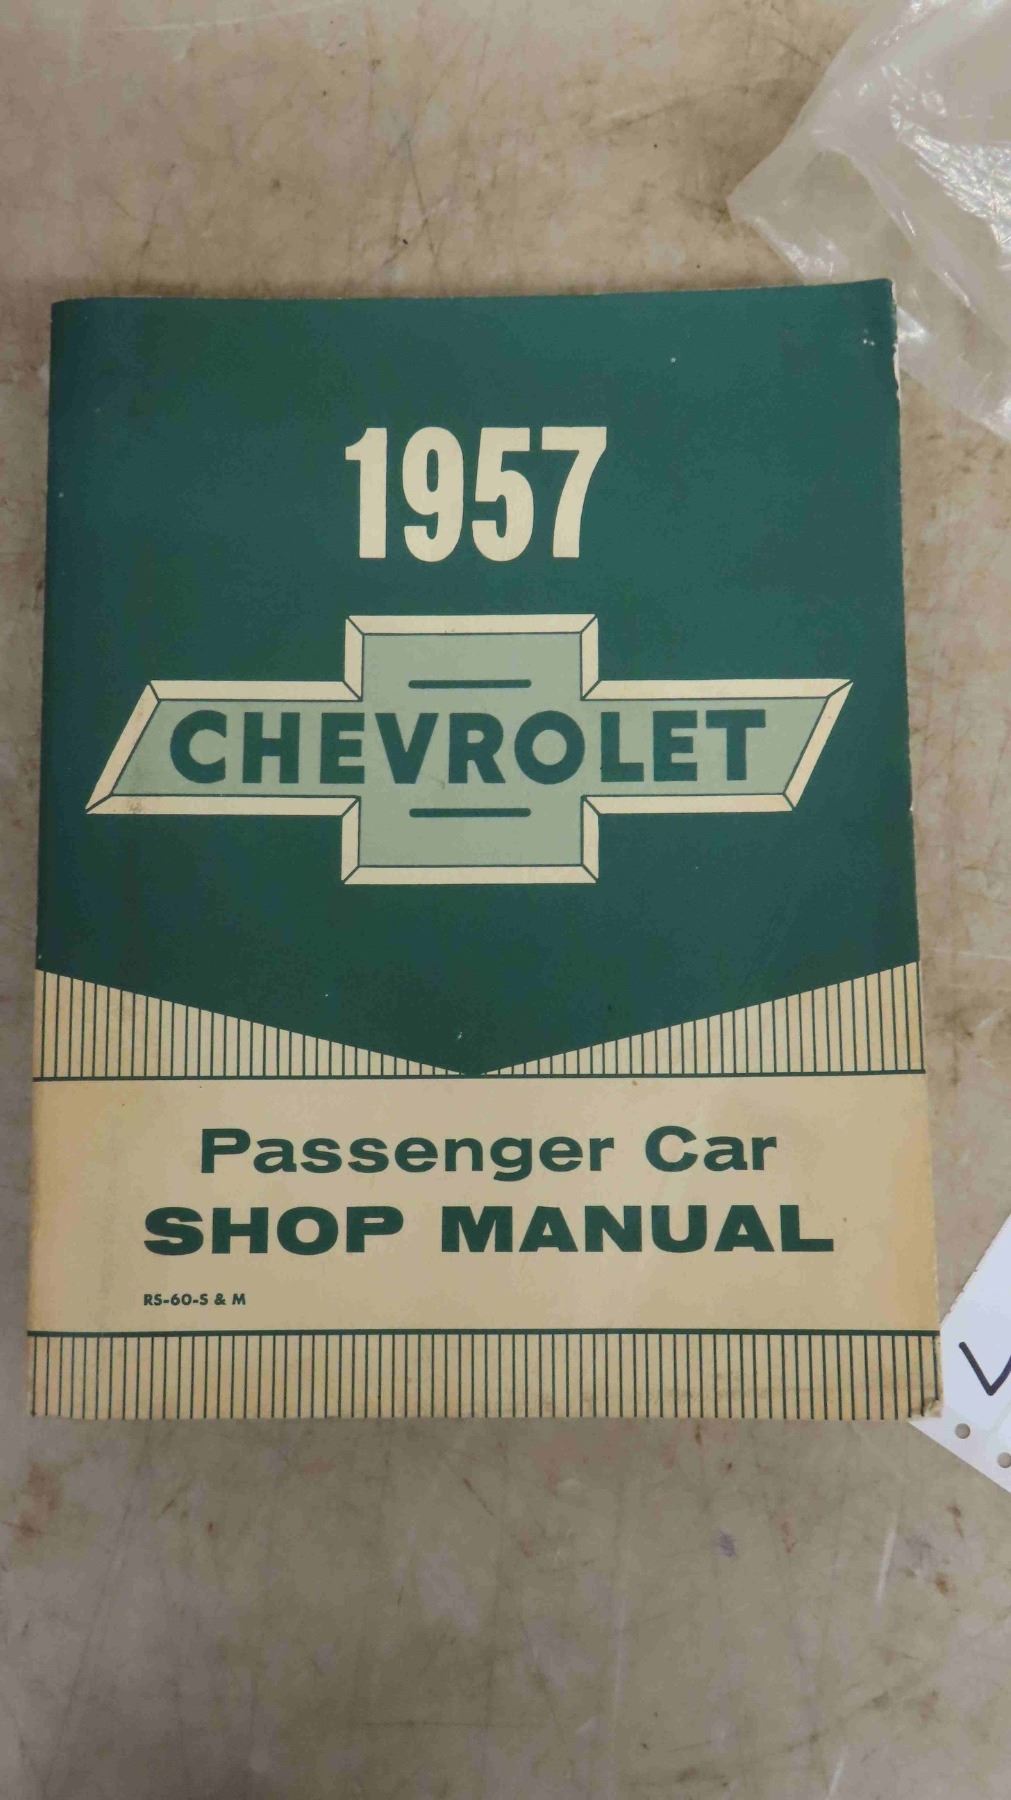 1957
CHEVROLET
Passenger Car
SHOP MANUAL
RS-60-S & M